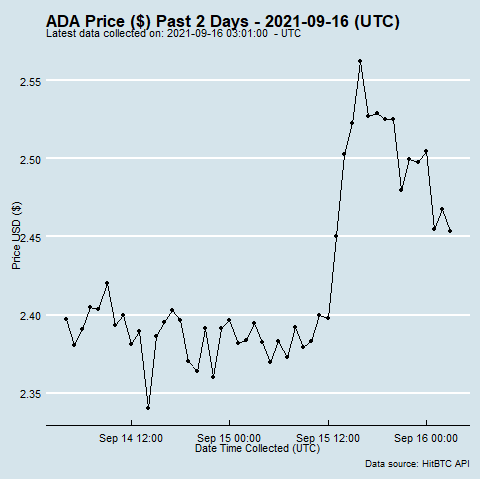 ADA Price ($) Past 2 Days - 2021-09-16 (UTC)
Latest data collected on: 2021-09-16 03:01:00  - UTC
2.55
2.50
2.45
2.40
2.35
Price USD ($)
Sep 14 12:00
Sep 15 00:00
Sep 15 12:00
Sep 16 00:00
Date Time Collected (UTC)
Data source: HitBTC API